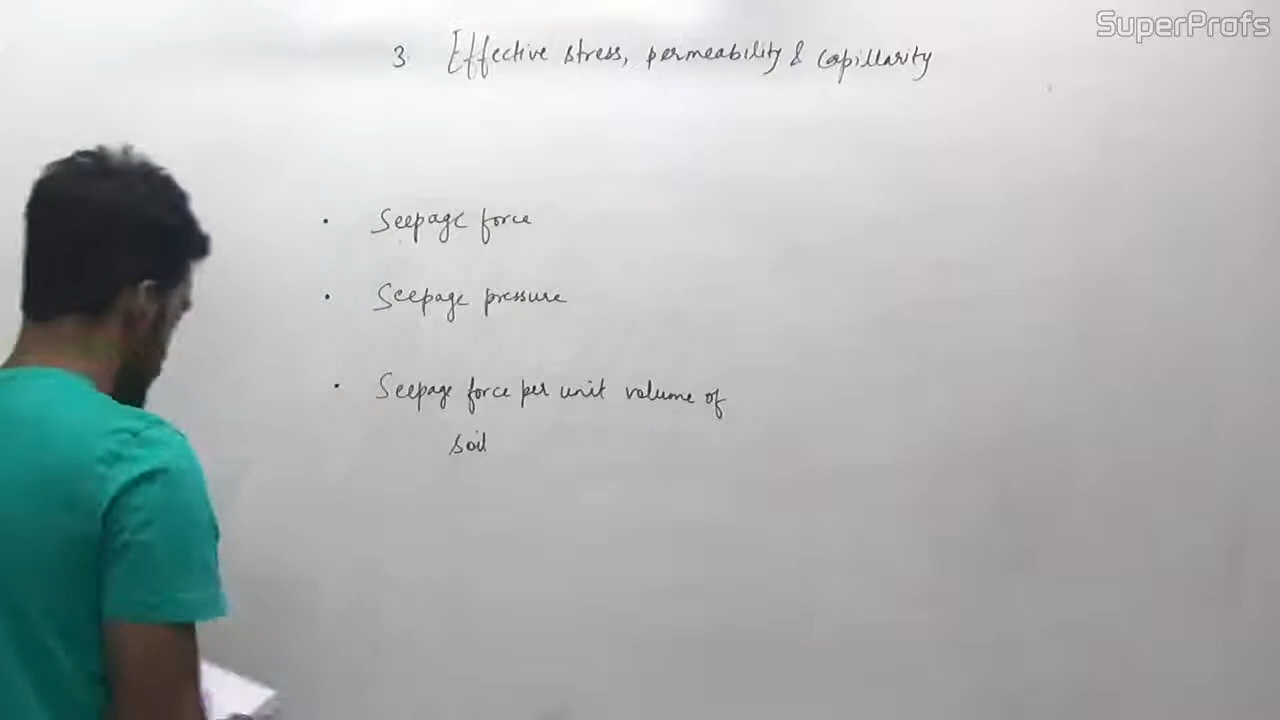 SuperProfs
3. Effective stress, permeability & capillarity
• Seepage force
• Seepage pressure
• Seepage force per unit volume of
soil